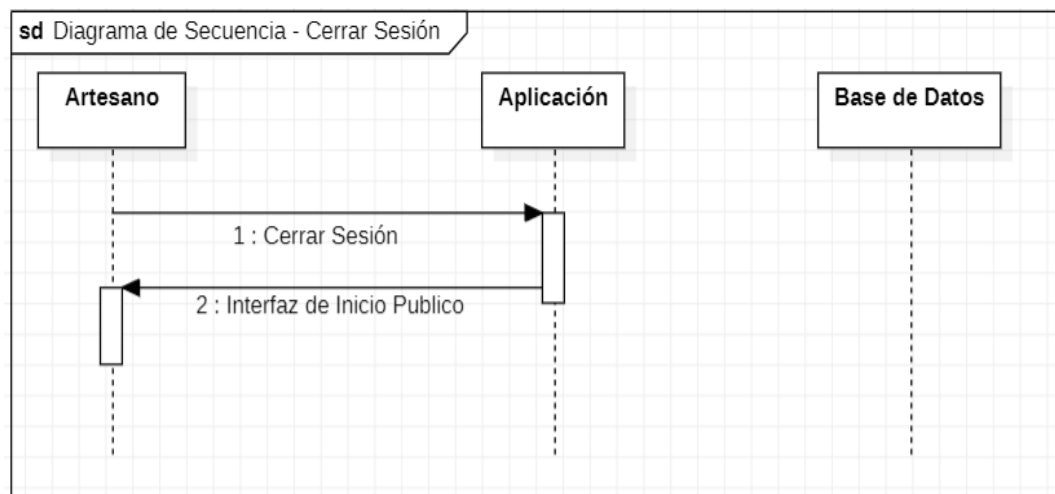 sd Diagrama de Secuencia - Cerrar Sesión
Artesano
Aplicación
Base de Datos
1 : Cerrar Sesión
2 : Interfaz de Inicio Publico